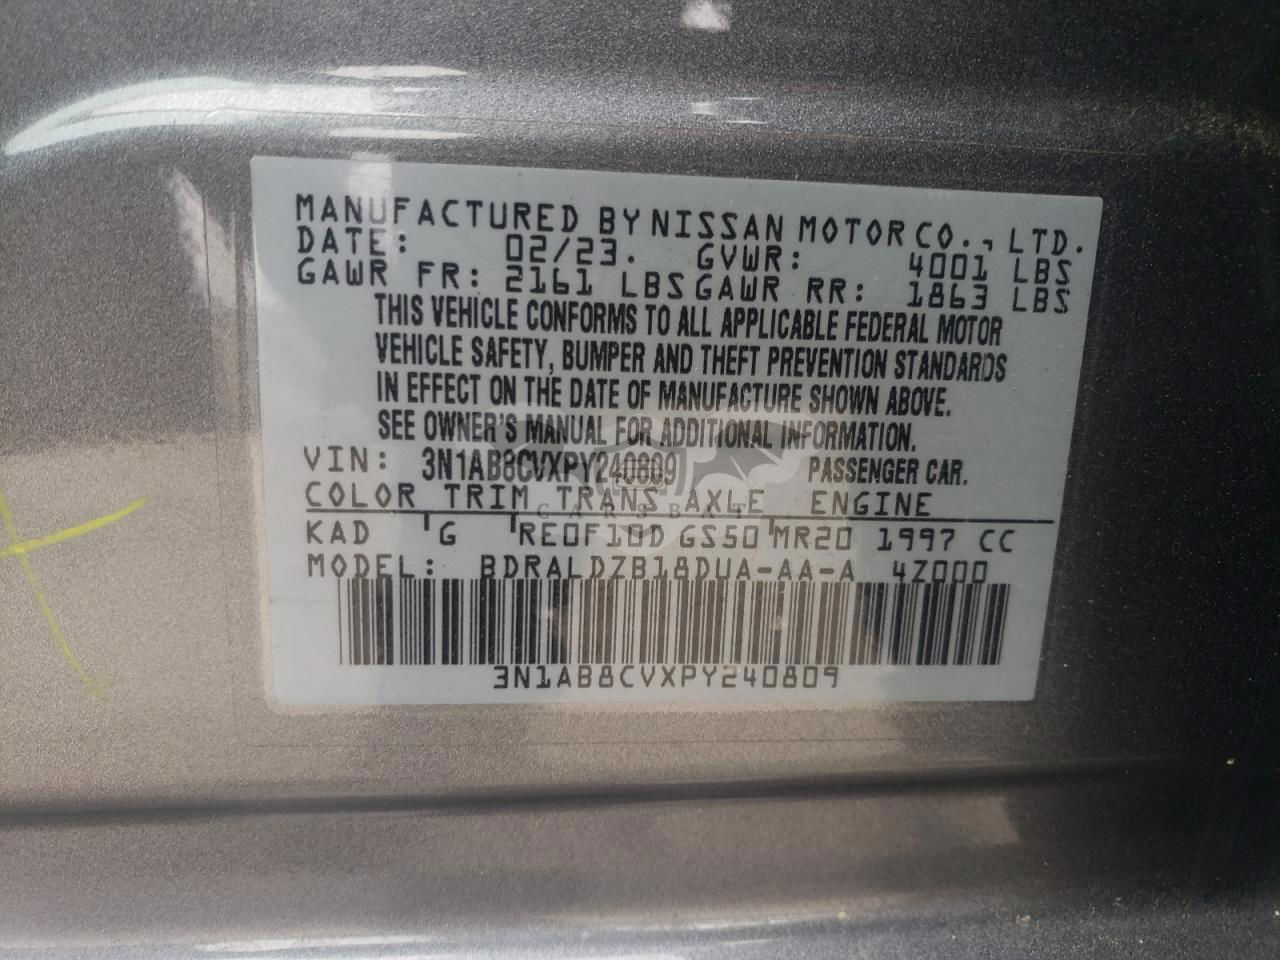 MANUFACTURED BY NISSAN MOTOR CO., LTD.
DATE: 02/23. GVWR: 4001 LBS
GAWR FR: 2161 LBS GAWR RR: 1863 LBS
THIS VEHICLE CONFORMS TO ALL APPLICABLE FEDERAL MOTOR
VEHICLE SAFETY, BUMPER AND THEFT PREVENTION STANDARDS
IN EFFECT ON THE DATE OF MANUFACTURE SHOWN ABOVE.
SEE OWNER'S MANUAL FOR ADDITIONAL INFORMATION.
VIN: 3N1AB8CVXPY240809 PASSENGER CAR.
COLOR TRIM TRANS AXLE ENGINE
CARSBAT
KAD G RE0F10D GS50 MR20 1997 CC
MODEL: BDRALDZB18DUA-AA-A 4Z000
3N1AB8CVXPY240809